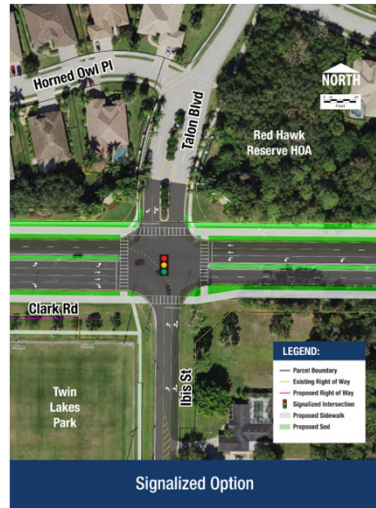 Horned Owl Pl
Talon Blvd
NORTH
Feet
Red Hawk
Reserve HOA
Clark Rd
Ibis St
Twin
Lakes
Park
LEGEND:
Parcel Boundary
Existing Right of Way
Proposed Right of Way
Signalized Intersection
Proposed Sidewalk
Proposed Sod
Signalized Option